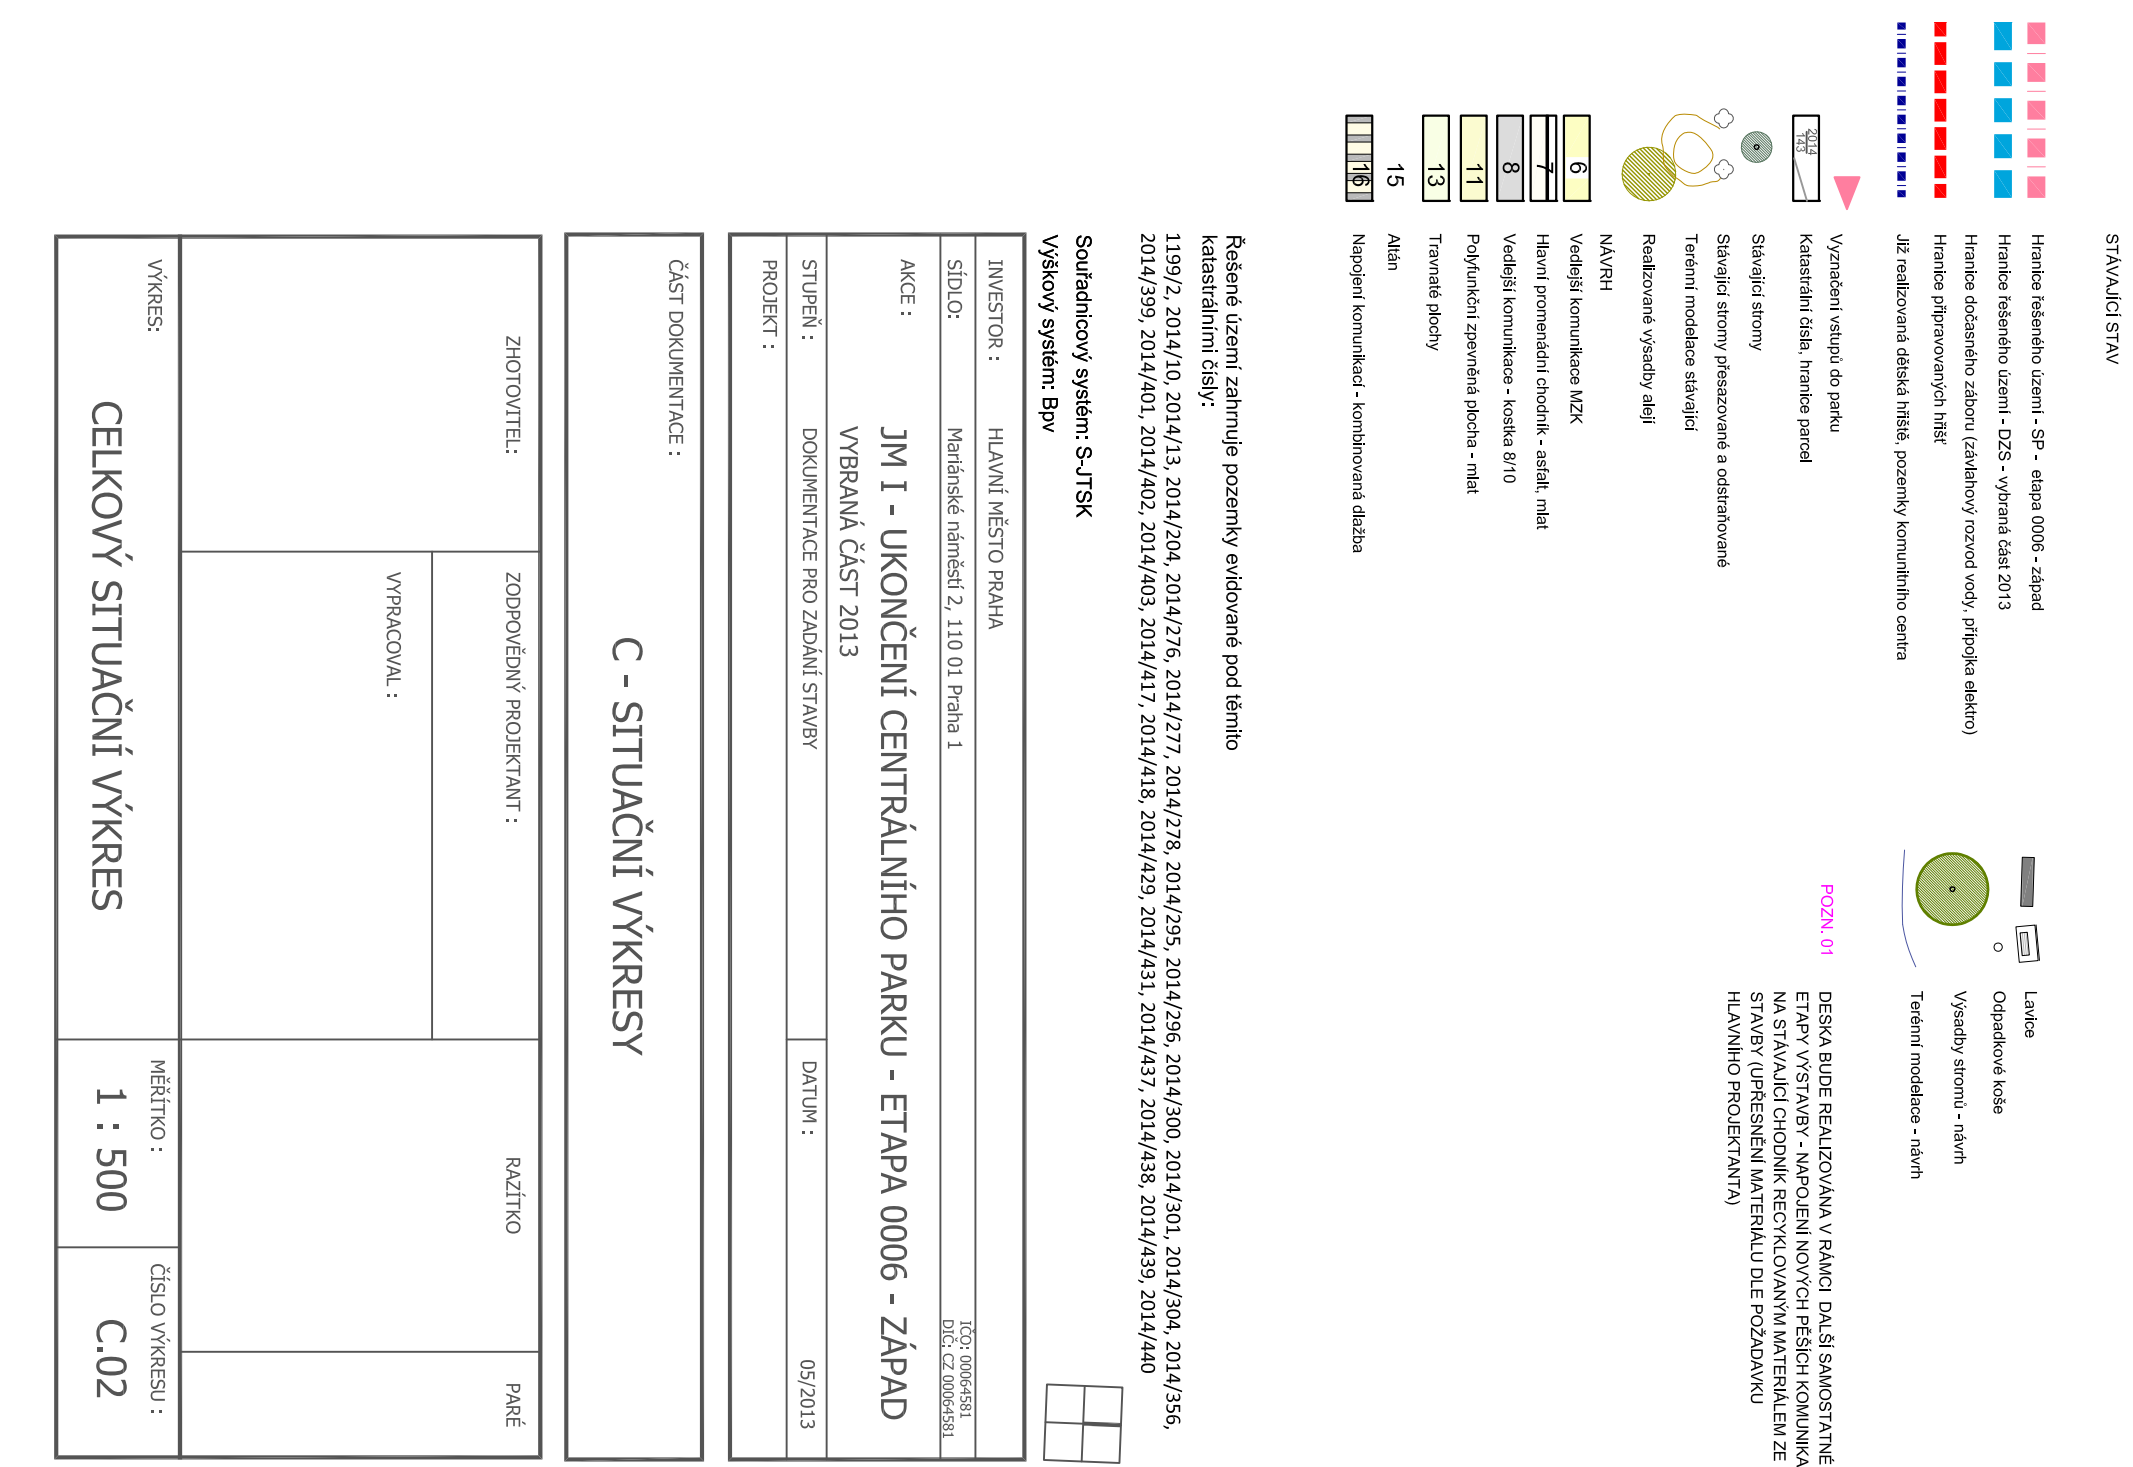 STÁVAJÍCÍ STAV
Hranice řešeného území - SP - etapa 0006 - západ
Hranice řešeného území - DZS - vybraná část 2013
Hranice dočasného záboru (závlahový rozvod vody, přípojka elektro)
Hranice připravovaných hřišť
Již realizovaná dětská hřiště, pozemky komunitního centra
Vyznačení vstupů do parku
2014
143
Katastrální čísla, hranice parcel
Stávající stromy
Stávající stromy přesazované a odstraňované
Terénní modelace stávající
Realizované výsadby alejí
NÁVRH
6 Vedlejší komunikace MZK
7 Hlavní promenádní chodník - asfalt, mlat
8 Vedlejší komunikace - kostka 8/10
11 Polyfunkční zpevněná plocha - mlat
13 Travnaté plochy
15 Altán
16 Napojení komunikací - kombinovaná dlažba
Lavice
Odpadkové koše
Výsadby stromů - návrh
Terénní modelace - návrh
POZN. 01
DESKA BUDE REALIZOVÁNA V RÁMCI DALŠÍ SAMOSTATNÉ
ETAPY VÝSTAVBY - NAPOJENÍ NOVÝCH PĚŠÍCH KOMUNIKA
NA STÁVAJÍCÍ CHODNÍK RECYKLOVANÝM MATERIÁLEM ZE
STAVBY (UPŘESNĚNÍ MATERIÁLU DLE POŽADAVKU
HLAVNÍHO PROJEKTANTA)
Řešené území zahrnuje pozemky evidované pod těmito
katastrálními čísly:
1199/2, 2014/10, 2014/13, 2014/204, 2014/276, 2014/277, 2014/278, 2014/295, 2014/296, 2014/300, 2014/301, 2014/304, 2014/356,
2014/399, 2014/401, 2014/402, 2014/403, 2014/417, 2014/418, 2014/429, 2014/431, 2014/437, 2014/438, 2014/439, 2014/440
Souřadnicový systém: S-JTSK
Výškový systém: Bpv
INVESTOR : HLAVNÍ MĚSTO PRAHA
SÍDLO: Mariánské náměstí 2, 110 01 Praha 1
IČO: 00064581
DIČ: CZ 00064581
AKCE : JM I - UKONČENÍ CENTRÁLNÍHO PARKU - ETAPA 0006 - ZÁPAD
VYBRANÁ ČÁST 2013
STUPEŇ : DOKUMENTACE PRO ZADÁNÍ STAVBY DATUM : 05/2013
PROJEKT :
ČÁST DOKUMENTACE :
C - SITUAČNÍ VÝKRESY
ZHOTOVITEL: ZODPOVĚDNÝ PROJEKTANT : RAZÍTKO PARÉ
VYPRACOVAL :
VÝKRES: MĚŘÍTKO : ČÍSLO VÝKRESU :
CELKOVÝ SITUAČNÍ VÝKRES 1 : 500 C.02